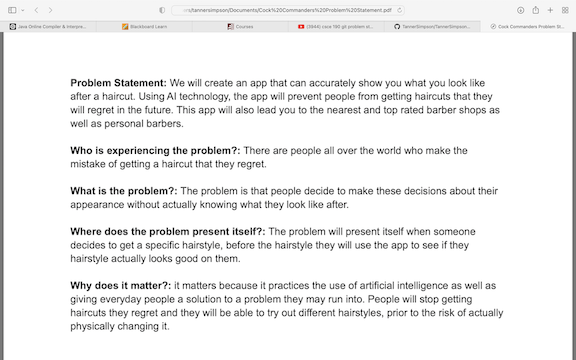 rs/tannersimpson/Documents/Cock%20Commanders%20Problem%20Statement.pdf
Java Online Compiler & Interpre...
Blackboard Learn
Courses
(9944) csce 190 git problem st...
GitHub - TannerSimpson/TannerSimpson...
Cock Commanders Problem St...
Problem Statement: We will create an app that can accurately show you what you look like
after a haircut. Using AI technology, the app will prevent people from getting haircuts that they
will regret in the future. This app will also lead you to the nearest and top rated barber shops as
well as personal barbers.
Who is experiencing the problem?: There are people all over the world who make the
mistake of getting a haircut that they regret.
What is the problem?: The problem is that people decide to make these decisions about their
appearance without actually knowing what they look like after.
Where does the problem present itself?: The problem will present itself when someone
decides to get a specific hairstyle, before the hairstyle they will use the app to see if they
hairstyle actually looks good on them.
Why does it matter?: it matters because it practices the use of artificial intelligence as well as
giving everyday people a solution to a problem they may run into. People will stop getting
haircuts they regret and they will be able to try out different hairstyles, prior to the risk of actually
physically changing it.